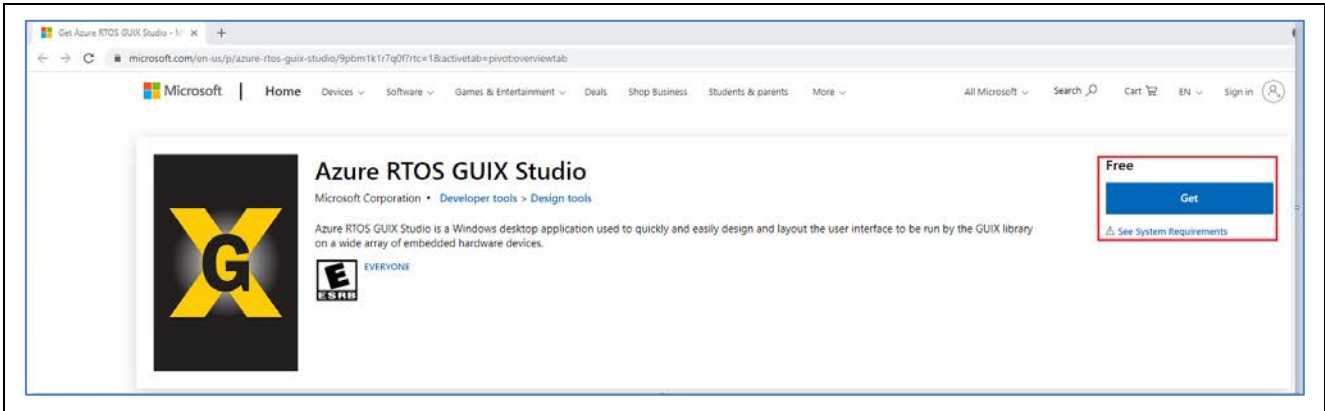 Get Azure RTOS GUIX Studio - M
microsoft.com/en-us/p/azure-rtos-guix-studio/9pbm1k1r7q0f?rtc=1&activetab=pivot:overviewtab
Microsoft Home Devices Software Games & Entertainment Deals Shop Business Students & parents More All Microsoft Search Cart EN Sign in
Azure RTOS GUIX Studio
Microsoft Corporation • Developer tools > Design tools
Azure RTOS GUIX Studio is a Windows desktop application used to quickly and easily design and layout the user interface to be run by the GUIX library
on a wide array of embedded hardware devices.
X
G
E
ESRB
EVERYONE
Free
Get
See System Requirements